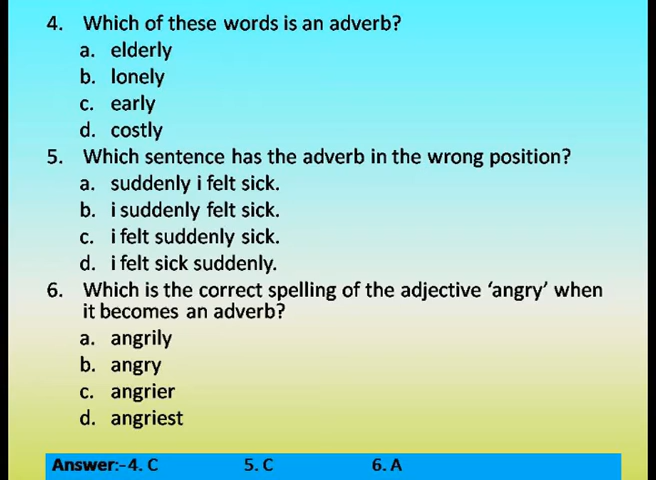 4. Which of these words is an adverb?
a. elderly
b. lonely
c. early
d. costly
5. Which sentence has the adverb in the wrong position?
a. suddenly i felt sick.
b. i suddenly felt sick.
c. i felt suddenly sick.
d. i felt sick suddenly.
6. Which is the correct spelling of the adjective ‘angry’ when
it becomes an adverb?
a. angrily
b. angry
c. angrier
d. angriest
Answer:- 4. C 5. C 6. A